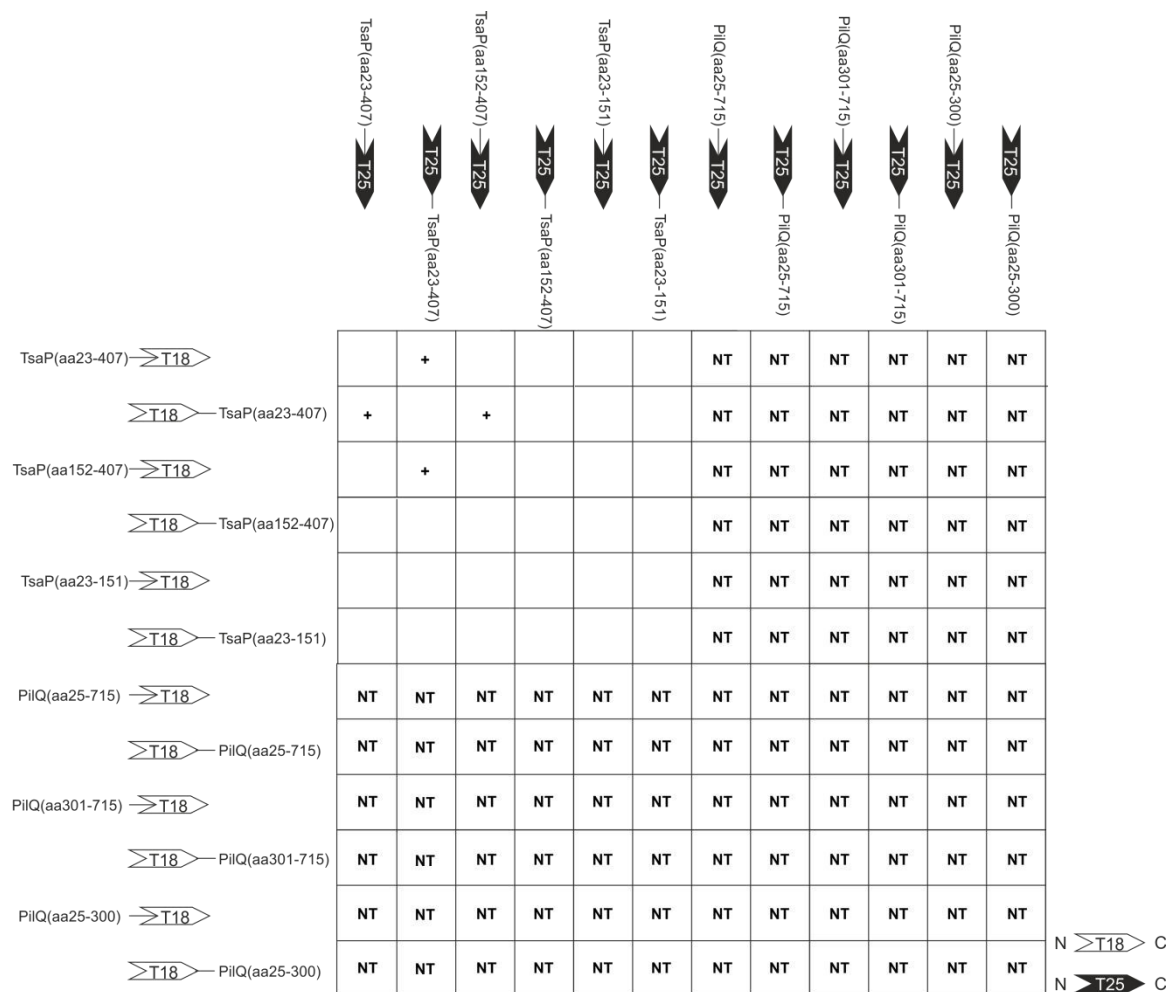 TsaP(aa23-407) T25
T25 TsaP(aa23-407)
TsaP(aa152-407) T25
T25 TsaP(aa152-407)
TsaP(aa23-151) T25
T25 TsaP(aa23-151)
PilQ(aa25-715) T25
T25 PilQ(aa25-715)
PilQ(aa301-715) T25
T25 PilQ(aa301-715)
PilQ(aa25-300) T25
T25 PilQ(aa25-300)
TsaP(aa23-407) T18 + NT NT NT NT NT NT
T18 TsaP(aa23-407) + + NT NT NT NT NT NT
TsaP(aa152-407) T18 + NT NT NT NT NT NT
T18 TsaP(aa152-407) NT NT NT NT NT NT
TsaP(aa23-151) T18 NT NT NT NT NT NT
T18 TsaP(aa23-151) NT NT NT NT NT NT
PilQ(aa25-715) T18 NT NT NT NT NT NT NT NT NT NT NT NT
T18 PilQ(aa25-715) NT NT NT NT NT NT NT NT NT NT NT NT
PilQ(aa301-715) T18 NT NT NT NT NT NT NT NT NT NT NT NT
T18 PilQ(aa301-715) NT NT NT NT NT NT NT NT NT NT NT NT
PilQ(aa25-300) T18 NT NT NT NT NT NT NT NT NT NT NT NT
T18 PilQ(aa25-300) NT NT NT NT NT NT NT NT NT NT NT NT
N T18 C
N T25 C